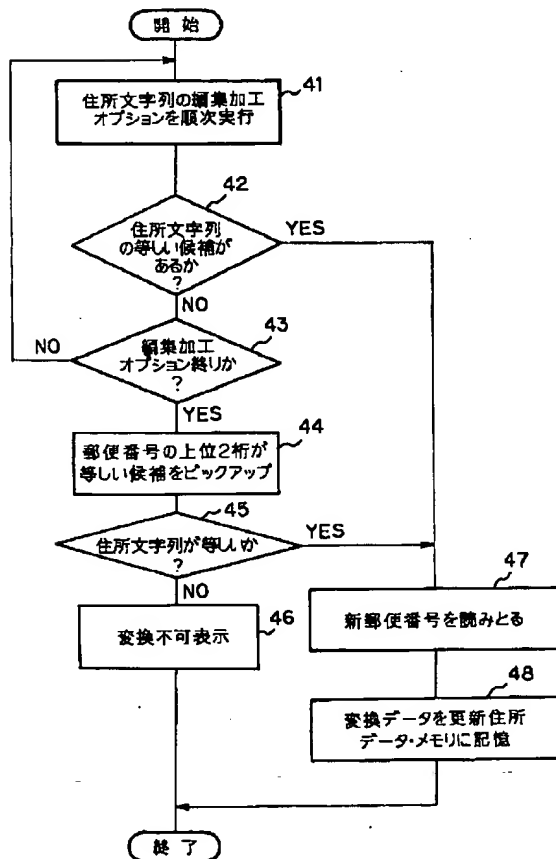 開始
住所文字列の編集加工
オプションを順次実行
41
42
住所文字列
の等しい候補が
あるか
?
YES
NO
43
編集加工
オプション終りか
?
NO
YES
44
郵便番号の上位2桁が
等しい候補をピックアップ
45
住所文字列が等しいか
?
YES
NO
46
変換不可表示
47
新郵便番号を読みとる
48
変換データを更新住所
データ・メモリに記憶
終了